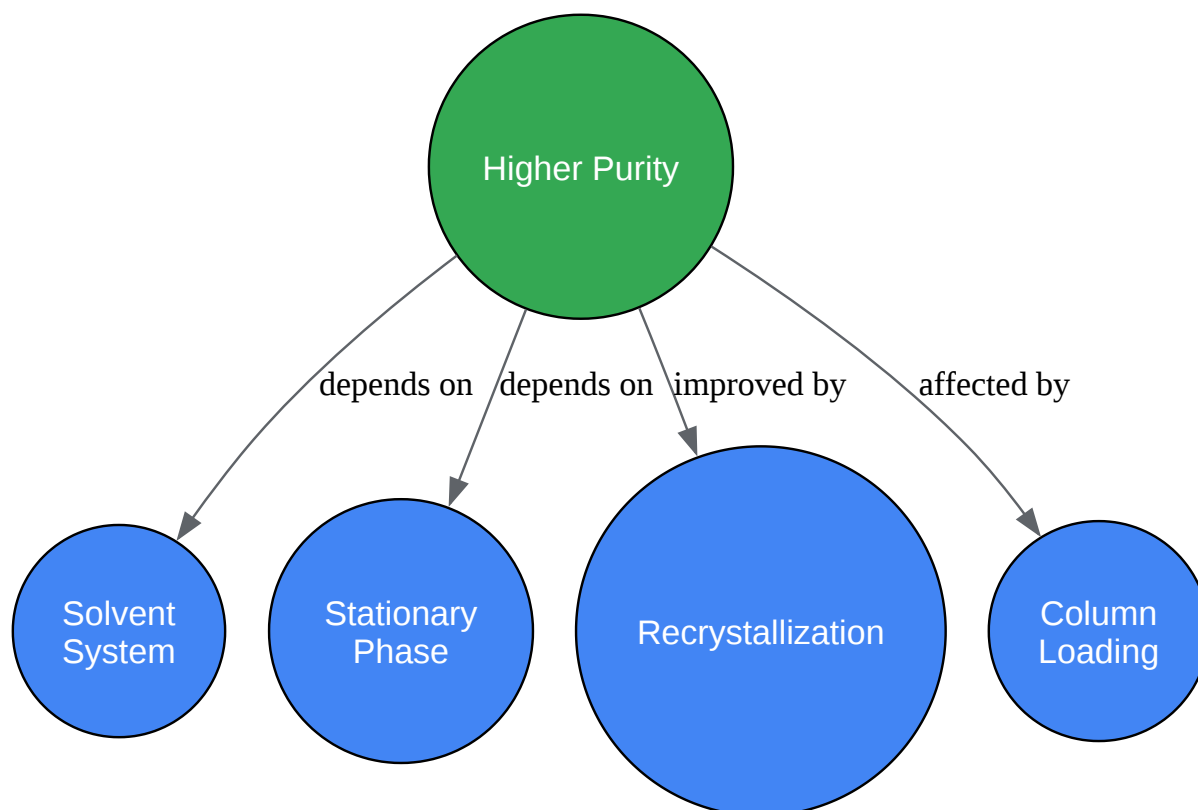 Higher Purity
depends on
depends on
improved by
affected by
Solvent
System
Stationary
Phase
Recrystallization
Column
Loading